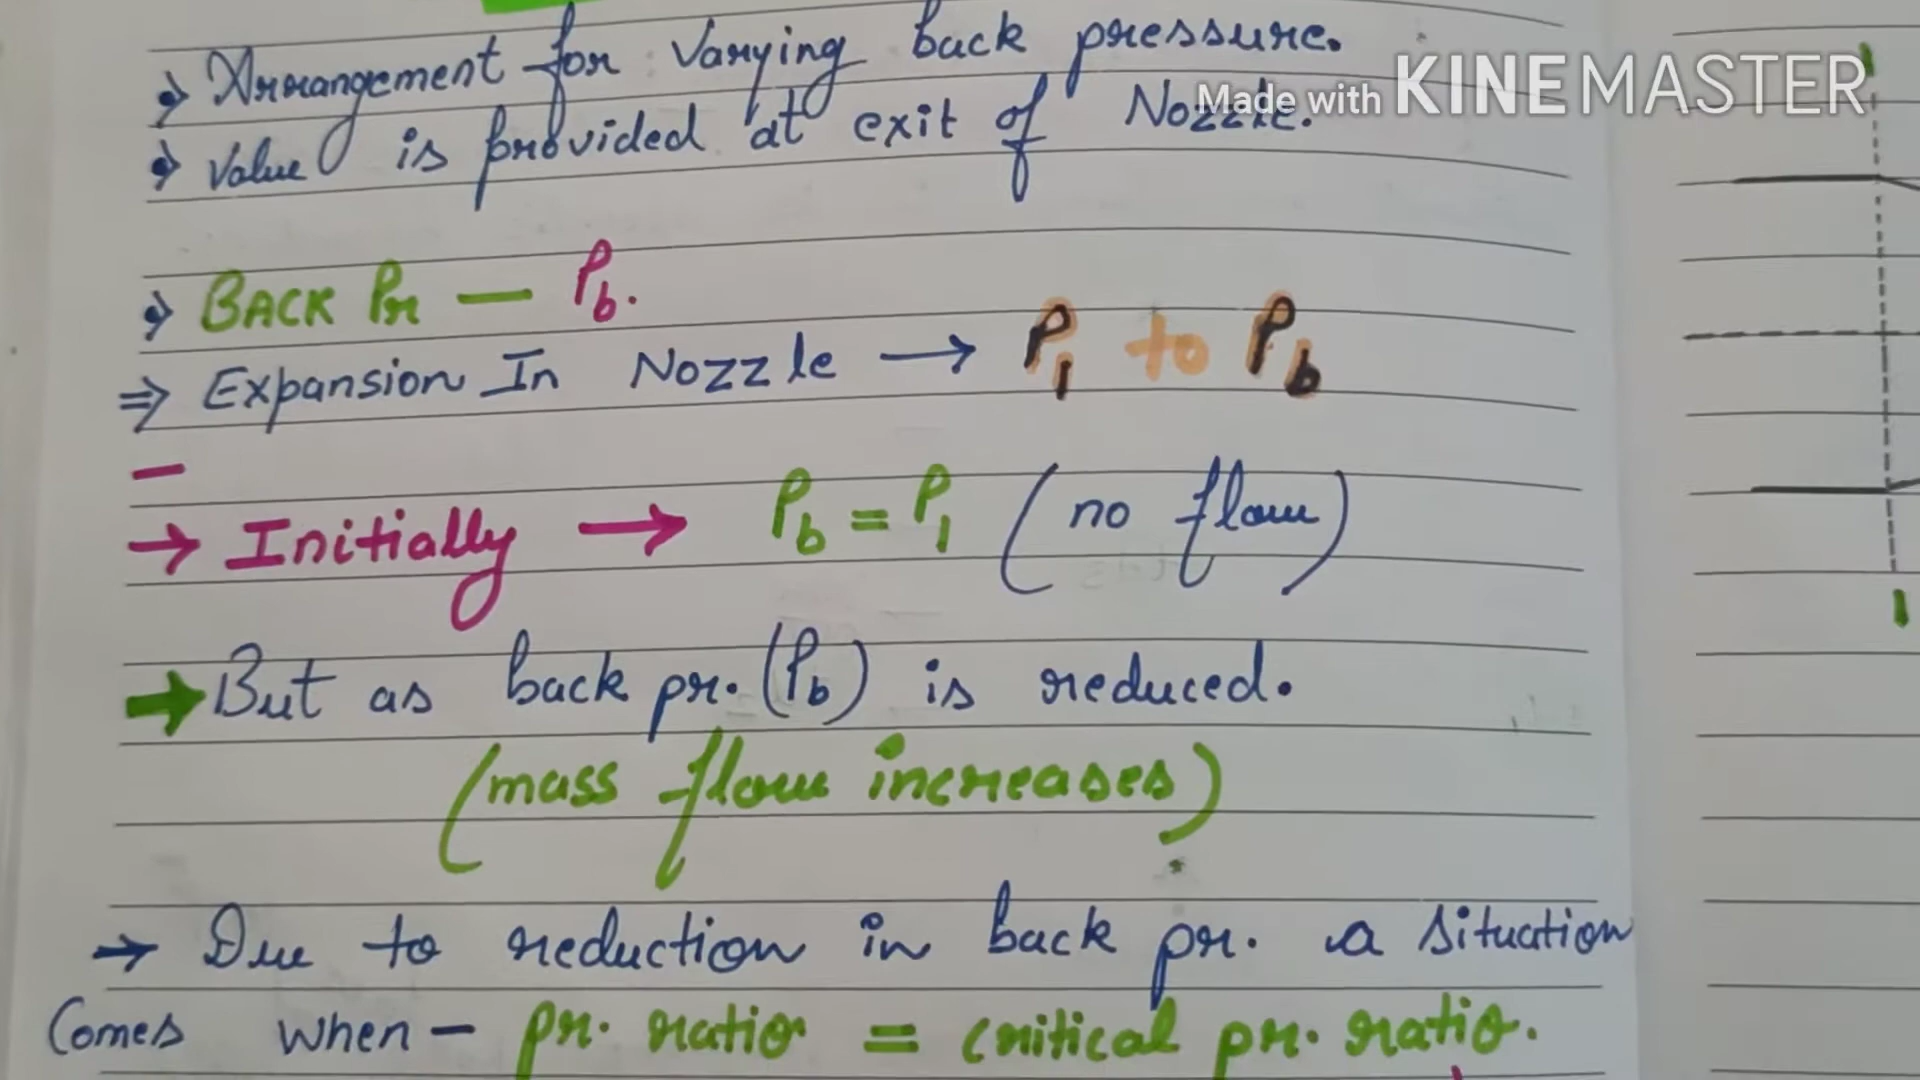 Arrangement for varying back pressure.
Made with KINEMASTER
Value is provided at exit of Nozzle.
BACK Pr — Pb.
⇒ Expansion In Nozzle → P1 to Pb
—
→ Initially → Pb = P1 (no flow)
→ But as back pr. (Pb) is reduced.
(mass flow increases)
→ Due to reduction in back pr. a situation
Comes when — pr. ratio = critical pr. ratio.
1
1